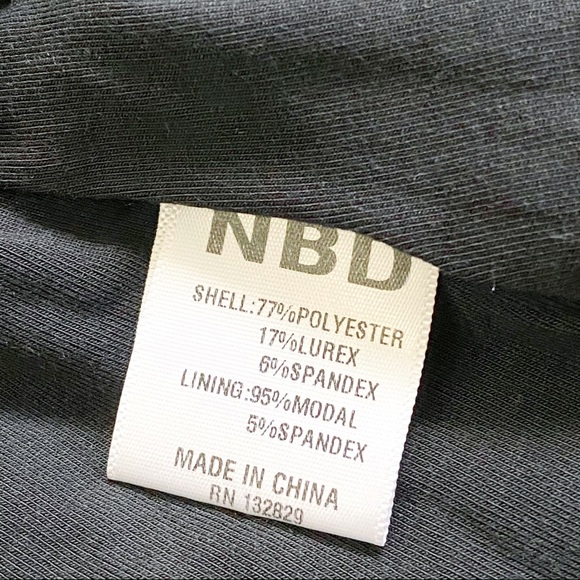 NBD
SHELL:77%POLYESTER
17%LUREX
6%SPANDEX
LINING:95%MODAL
5%SPANDEX
MADE IN CHINA
RN 132829